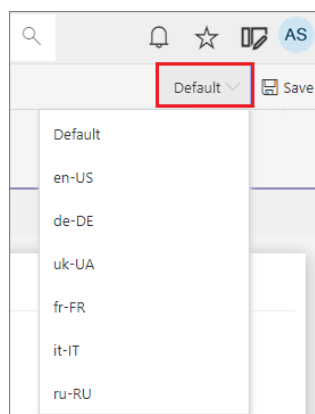 AS
Default
Save
Default
en-US
de-DE
uk-UA
fr-FR
it-IT
ru-RU